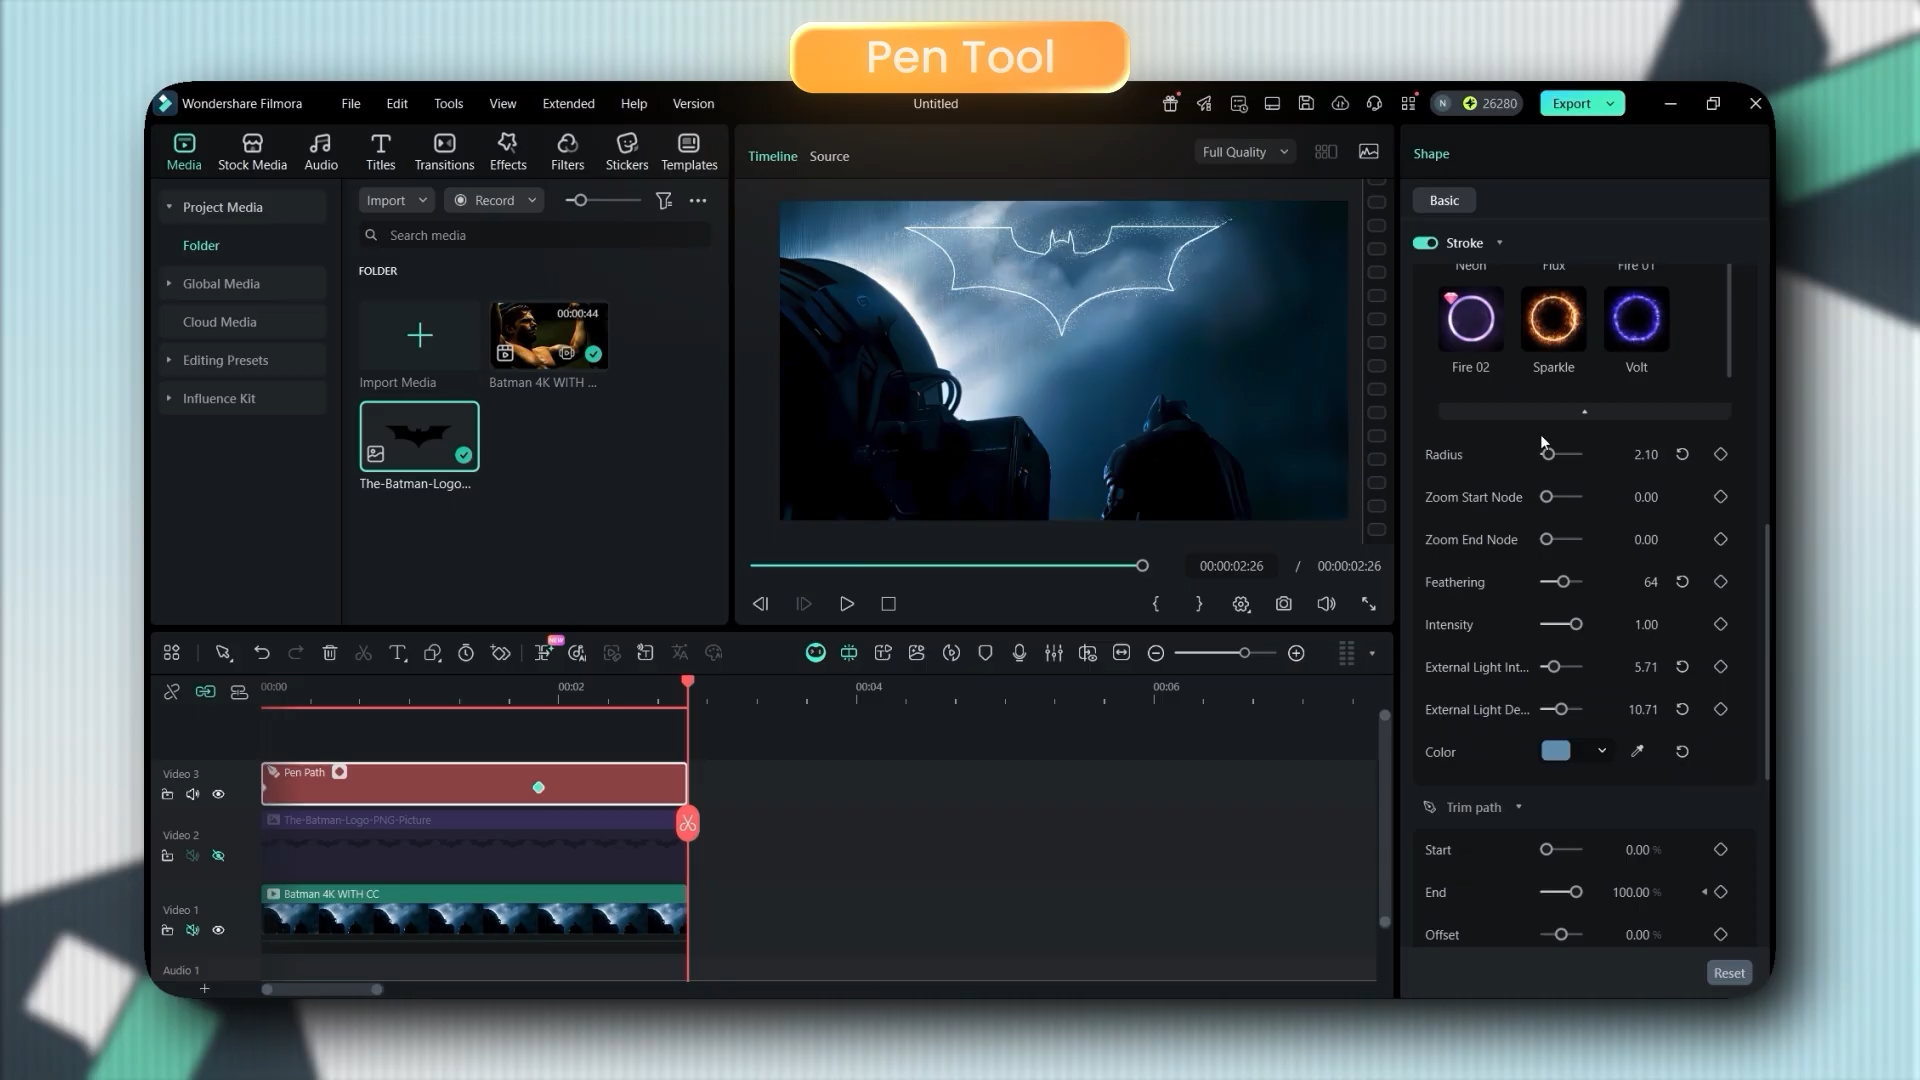 Pen Tool
Wondershare Filmora File Edit Tools View Extended Help Version Untitled N 26280 Export
Media Stock Media Audio Titles Transitions Effects Filters Stickers Templates
Timeline Source Full Quality
Shape
Project Media
Folder
Global Media
Cloud Media
Editing Presets
Influence Kit
Import Record
Search media
FOLDER
00:00:44
Import Media Batman 4K WITH ...
The-Batman-Logo...
00:00:02:26 / 00:00:02:26
Basic
Stroke
Neon Flux Fire 01
Fire 02 Sparkle Volt
Radius 2.10
Zoom Start Node 0.00
Zoom End Node 0.00
Feathering 64
Intensity 1.00
External Light Int... 5.71
External Light De... 10.71
Color
Trim path
Start 0.00 %
End 100.00 %
Offset 0.00 %
Reset
NEW
00:00 00:02 00:04 00:06
Video 3 Pen Path
Video 2 The-Batman-Logo-PNG-Picture
Video 1 Batman 4K WITH CC
Audio 1